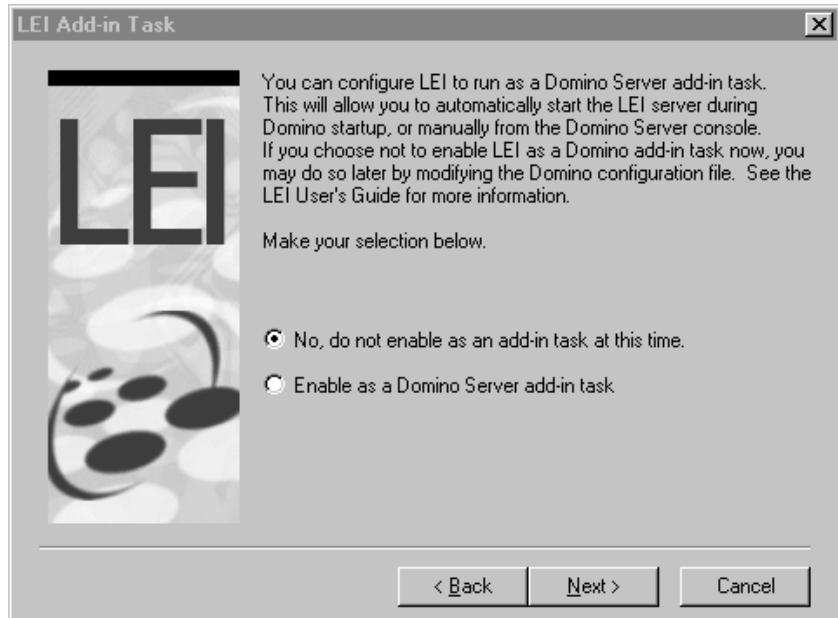 LEI Add-in Task
LEI
You can configure LEI to run as a Domino Server add-in task.
This will allow you to automatically start the LEI server during
Domino startup, or manually from the Domino Server console.
If you choose not to enable LEI as a Domino add-in task now, you
may do so later by modifying the Domino configuration file. See the
LEI User's Guide for more information.
Make your selection below.
No, do not enable as an add-in task at this time.
Enable as a Domino Server add-in task
< Back
Next >
Cancel